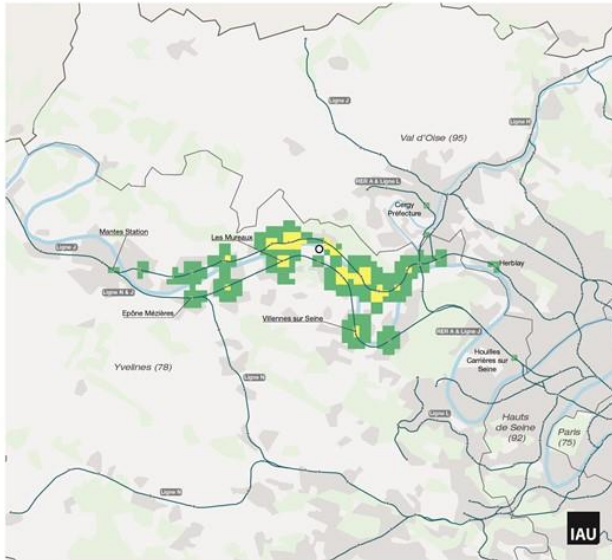 Ligne J
Ligne H
Val d'Oise (95)
RER A & Ligne L
Cergy
Préfecture
Mantes Station
Les Mureaux
Ligne J
Herblay
Ligne N & J
Epône Mézières
Villennes sur Seine
RER A & Ligne J
Houilles
Carrières sur
Seine
Yvelines (78)
Ligne N
Ligne L
Hauts
de Seine
(92)
Paris
(75)
Ligne N
IAU